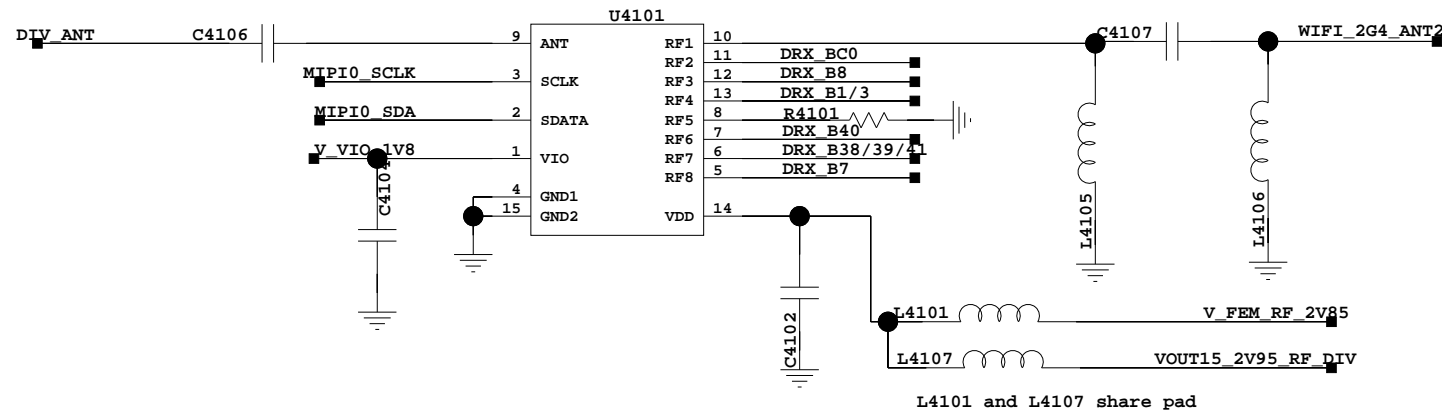 U4101
DIV_ANT C4106 9 ANT RF1 10 C4107 WIFI_2G4_ANT2
RF2 11 DRX_BC0
MIPI0_SCLK 3 SCLK RF3 12 DRX_B8
RF4 13 DRX_B1/3
MIPI0_SDA 2 SDATA RF5 8 R4101
RF6 7 DRX_B40
V_VIO_1V8 1 VIO RF7 6 DRX_B38/39/41
RF8 5 DRX_B7
C4104
4 GND1
15 GND2 VDD 14
L4105
L4106
C4102
L4101 V_FEM_RF_2V85
L4107 VOUT15_2V95_RF_DIV
L4101 and L4107 share pad